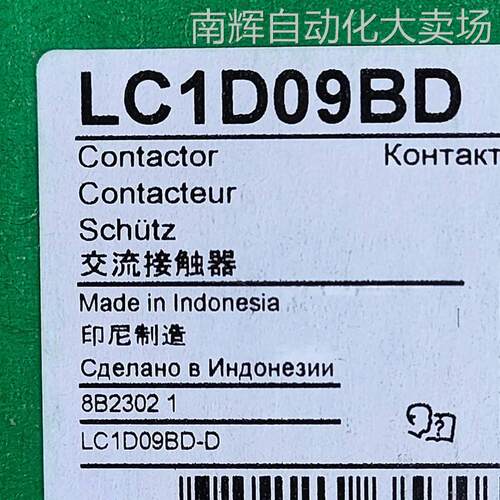 南辉自动化大卖场
LC1D09BD
Contactor Контакт
Contacteur
Schütz
交流接触器
Made in Indonesia
印尼制造
Сделано в Индонезии
8B2302 1
LC1D09BD-D